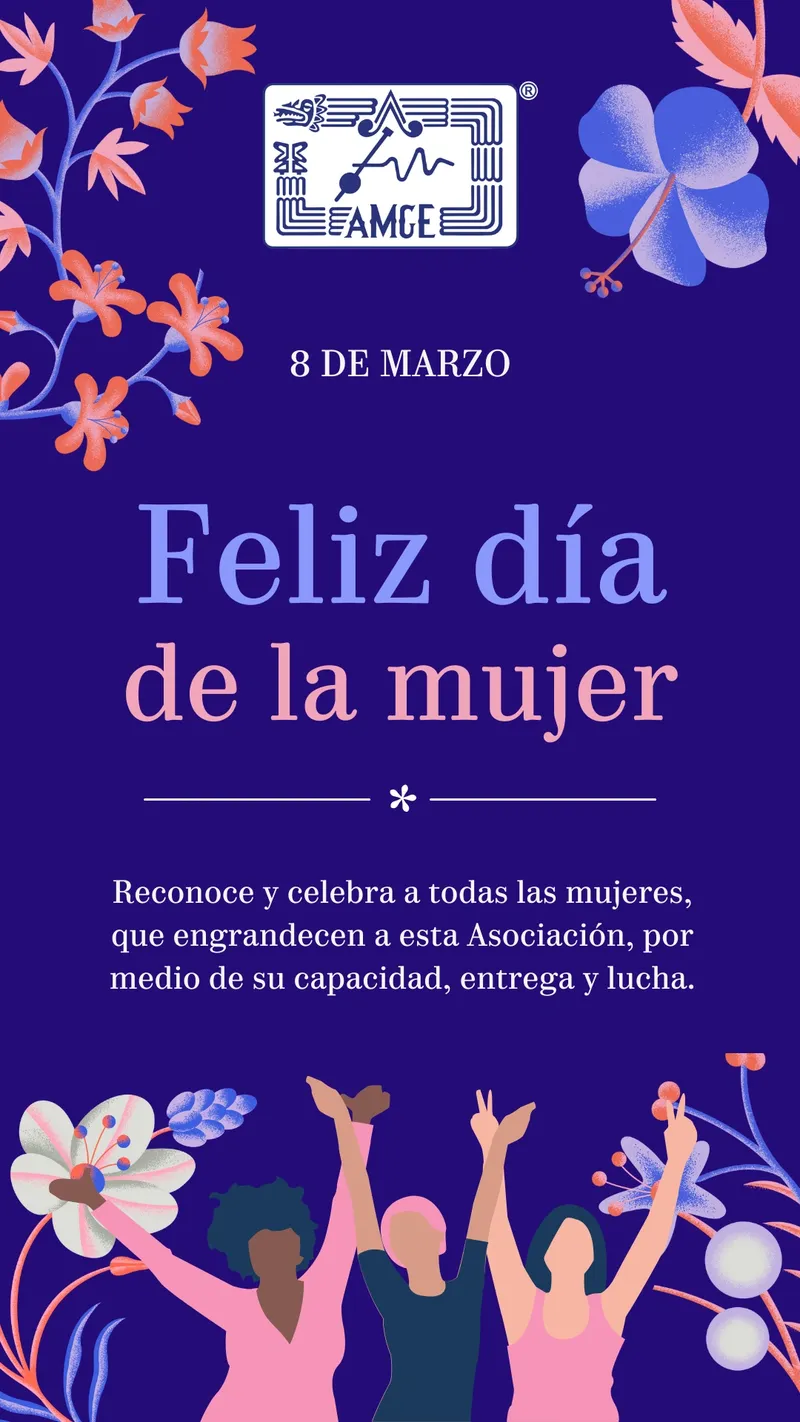 ®
AMGE
8 DE MARZO
Feliz día
de la mujer
Reconoce y celebra a todas las mujeres,
que engrandecen a esta Asociación, por
medio de su capacidad, entrega y lucha.